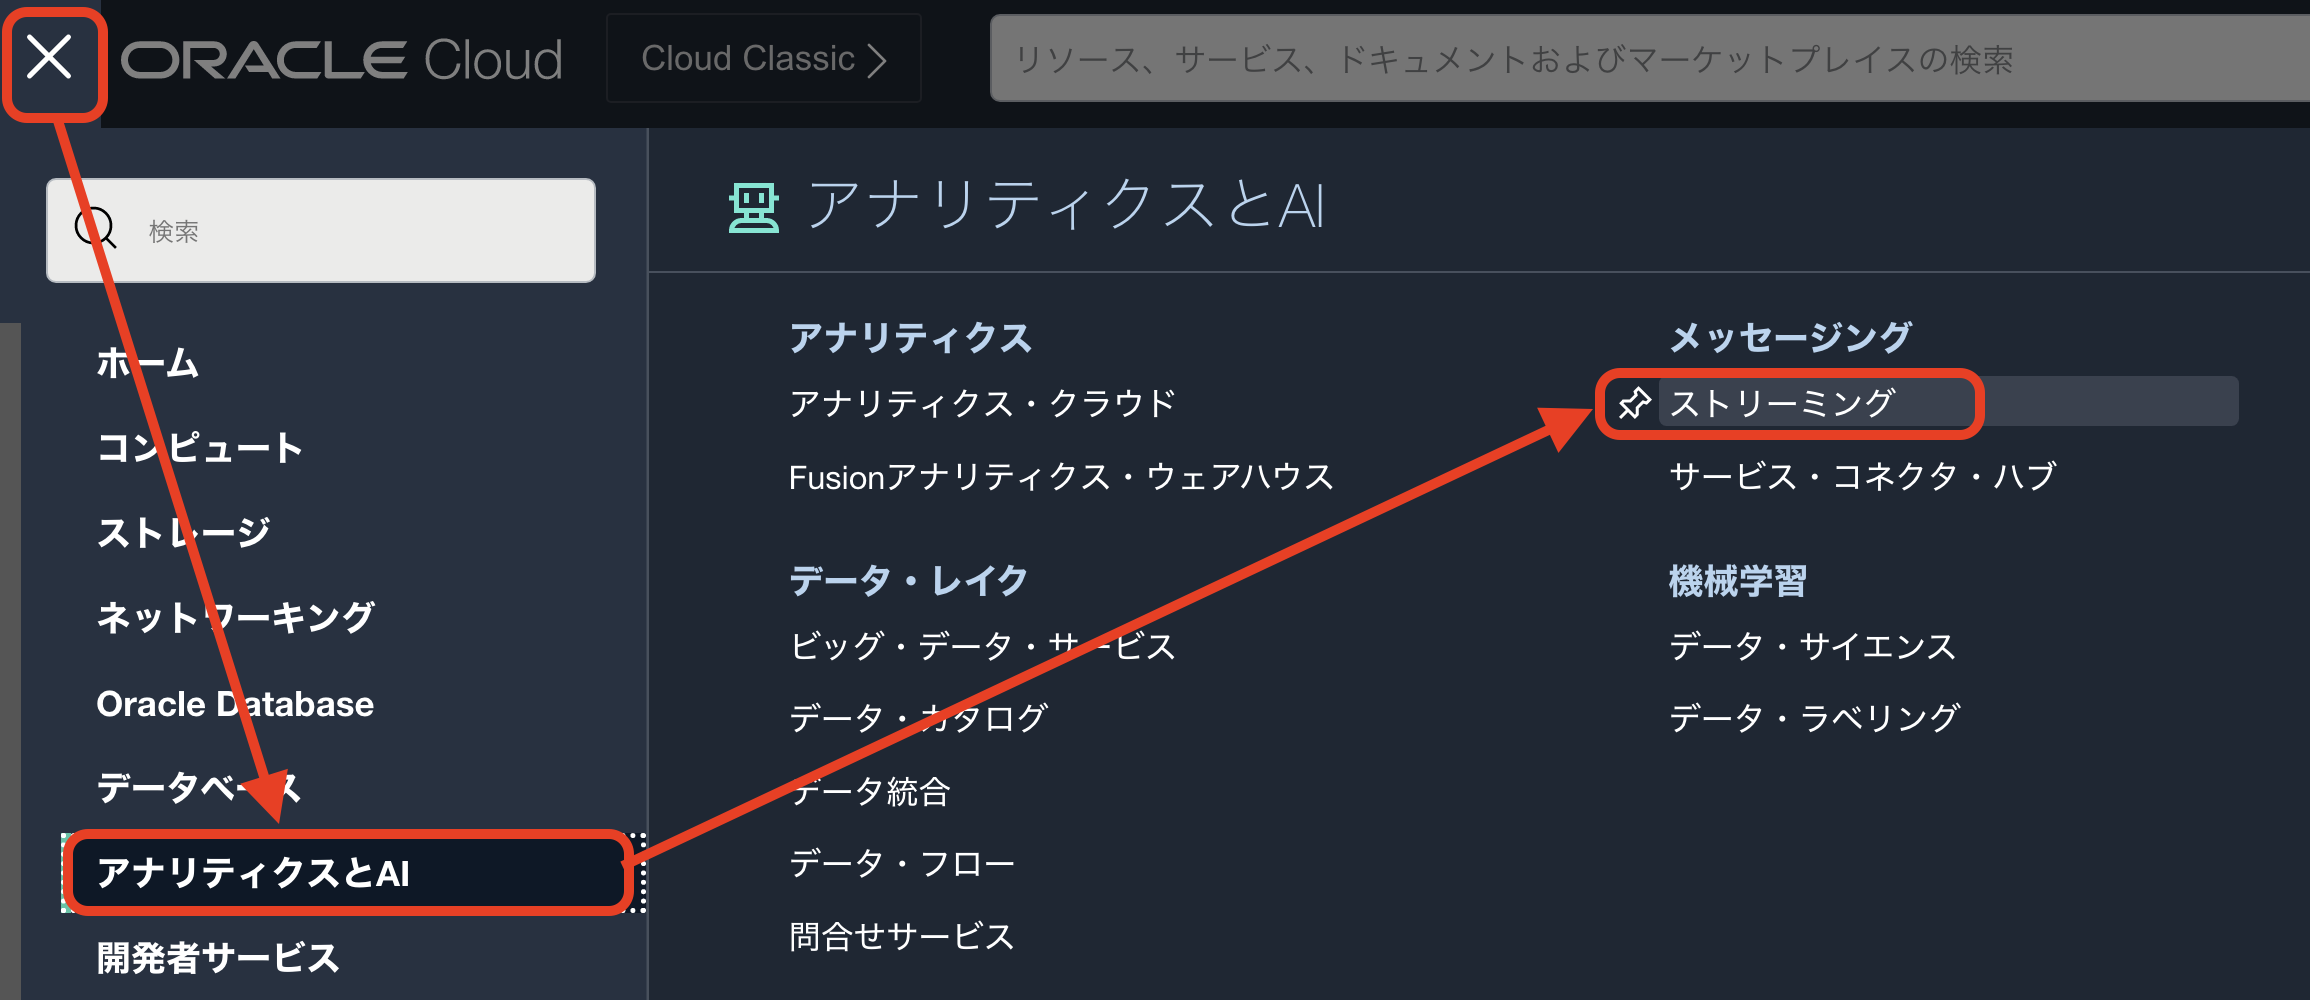 ORACLE Cloud
Cloud Classic
リソース、サービス、ドキュメントおよびマーケットプレイスの検索
検索
ホーム
コンピュート
ストレージ
ネットワーキング
Oracle Database
データベース
アナリティクスとAI
開発者サービス
アナリティクスとAI
アナリティクス
アナリティクス・クラウド
Fusionアナリティクス・ウェアハウス
データ・レイク
ビッグ・データ・サービス
データ・カタログ
データ統合
データ・フロー
問合せサービス
メッセージング
ストリーミング
サービス・コネクタ・ハブ
機械学習
データ・サイエンス
データ・ラベリング